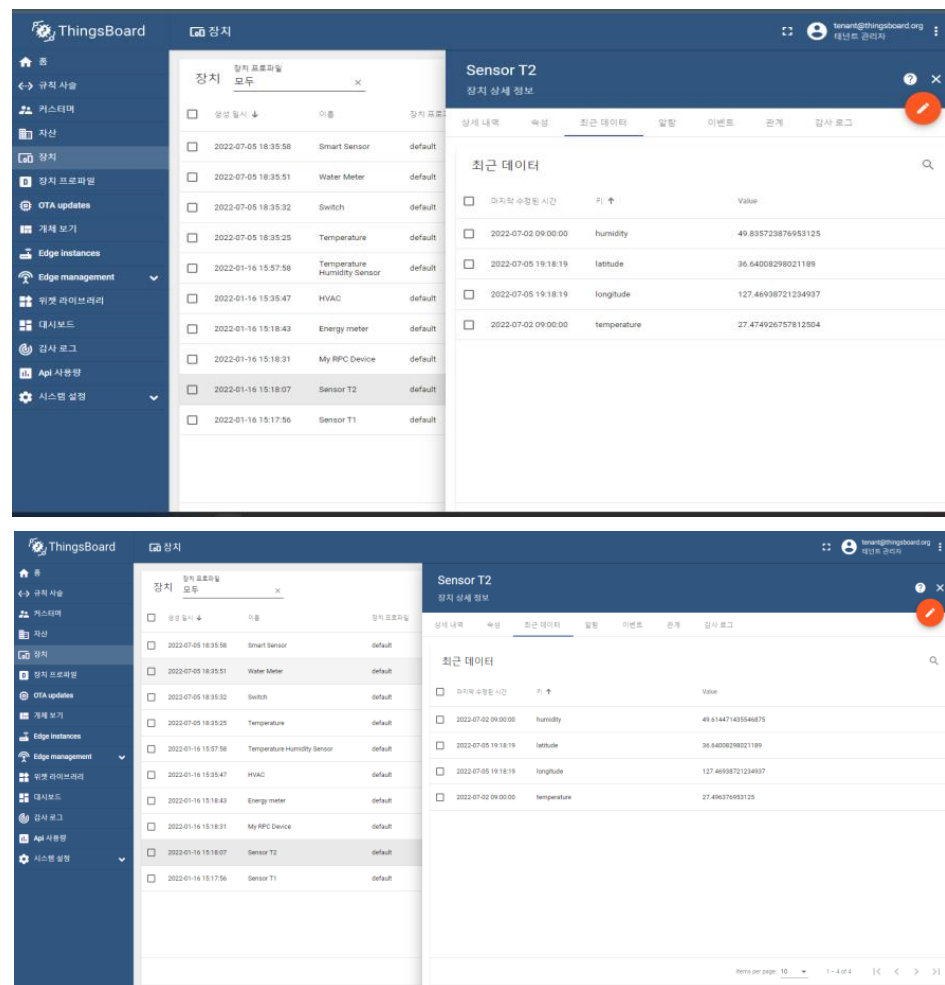 ThingsBoard
장치
tenant@thingsboard.org
테넌트 관리자
홈
규칙 사슬
커스터머
자산
장치
장치 프로파일
OTA updates
개체 보기
Edge instances
Edge management
위젯 라이브러리
대시보드
감사 로그
Api 사용량
시스템 설정
장치
장치 프로파일
모두
생성 일시 이름 장치 프로
2022-07-05 18:35:58 Smart Sensor default
2022-07-05 18:35:51 Water Meter default
2022-07-05 18:35:32 Switch default
2022-07-05 18:35:25 Temperature default
2022-01-16 15:57:58 Temperature Humidity Sensor default
2022-01-16 15:35:47 HVAC default
2022-01-16 15:18:43 Energy meter default
2022-01-16 15:18:31 My RPC Device default
2022-01-16 15:18:07 Sensor T2 default
2022-01-16 15:17:56 Sensor T1 default
Sensor T2
장치 상세 정보
상세 내역 속성 최근 데이터 알람 이벤트 관계 감사 로그
최근 데이터
마지막 수정된 시간 키 Value
2022-07-02 09:00:00 humidity 49.835723876953125
2022-07-05 19:18:19 latitude 36.64008298021189
2022-07-05 19:18:19 longitude 127.46938721234937
2022-07-02 09:00:00 temperature 27.474926757812504
ThingsBoard
장치
tenant@thingsboard.org
테넌트 관리자
홈
규칙 사슬
커스터머
자산
장치
장치 프로파일
OTA updates
개체 보기
Edge instances
Edge management
위젯 라이브러리
대시보드
감사 로그
Api 사용량
시스템 설정
장치
장치 프로파일
모두
생성 일시 이름 장치 프로파일
2022-07-05 18:35:58 Smart Sensor default
2022-07-05 18:35:51 Water Meter default
2022-07-05 18:35:32 Switch default
2022-07-05 18:35:25 Temperature default
2022-01-16 15:57:58 Temperature Humidity Sensor default
2022-01-16 15:35:47 HVAC default
2022-01-16 15:18:43 Energy meter default
2022-01-16 15:18:31 My RPC Device default
2022-01-16 15:18:07 Sensor T2 default
2022-01-16 15:17:56 Sensor T1 default
Sensor T2
장치 상세 정보
상세 내역 속성 최근 데이터 알람 이벤트 관계 감사 로그
최근 데이터
마지막 수정된 시간 키 Value
2022-07-02 09:00:00 humidity 49.614471435546875
2022-07-05 19:18:19 latitude 36.64008298021189
2022-07-05 19:18:19 longitude 127.46938721234937
2022-07-02 09:00:00 temperature 27.496376953125
Items per page: 10 1 – 4 of 4